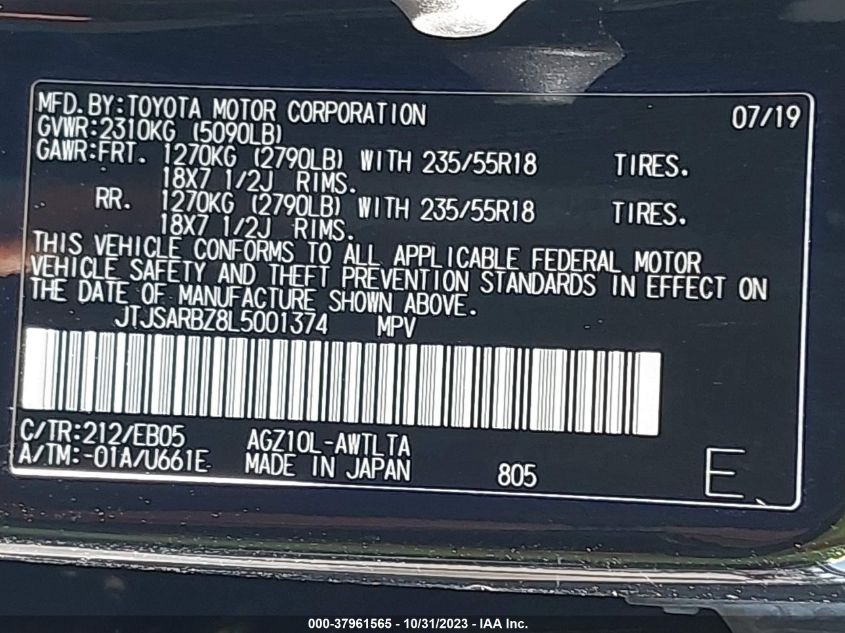 MFD. BY: TOYOTA MOTOR CORPORATION 07/19
GVWR: 2310KG (5090LB)
GAWR: FRT. 1270KG (2790LB) WITH 235/55R18 TIRES.
18X7 1/2J RIMS.
RR. 1270KG (2790LB) WITH 235/55R18 TIRES.
18X7 1/2J RIMS.
THIS VEHICLE CONFORMS TO ALL APPLICABLE FEDERAL MOTOR
VEHICLE SAFETY AND THEFT PREVENTION STANDARDS IN EFFECT ON
THE DATE OF MANUFACTURE SHOWN ABOVE.
JTJSARBZ8L5001374 MPV
C/TR: 212/EB05 AGZ10L-AWTLTA
A/TM: -01A/U661E MADE IN JAPAN 805 E
000-37961565 - 10/31/2023 - IAA Inc.